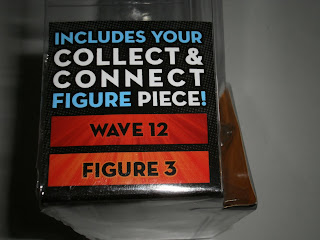 INCLUDES YOUR
COLLECT &
CONNECT
FIGURE PIECE!
WAVE 12
FIGURE 3